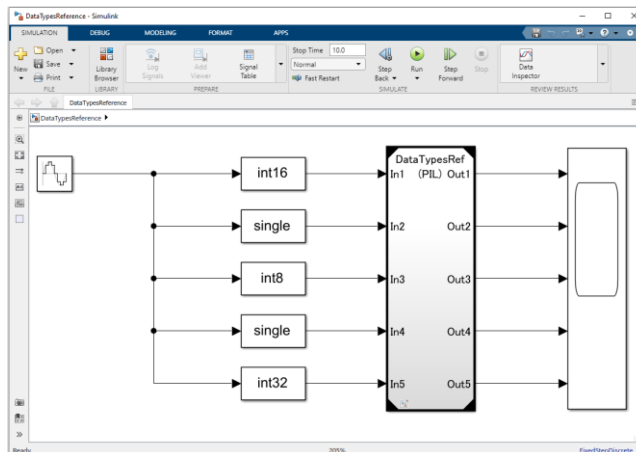 DataTypesReference - Simulink
SIMULATION DEBUG MODELING FORMAT APPS
New
Open
Save
Print
FILE
Library
Browser
LIBRARY
Log
Signals
Add
Viewer
Signal
Table
PREPARE
Stop Time 10.0
Normal
Fast Restart
Step
Back
Run
Step
Forward
Stop
SIMULATE
Data
Inspector
REVIEW RESULTS
DataTypesReference
DataTypesReference
DataTypesRef
(PIL)
int16 In1 Out1
single In2 Out2
int8 In3 Out3
single In4 Out4
int32 In5 Out5
Ready 205% FixedStepDiscrete